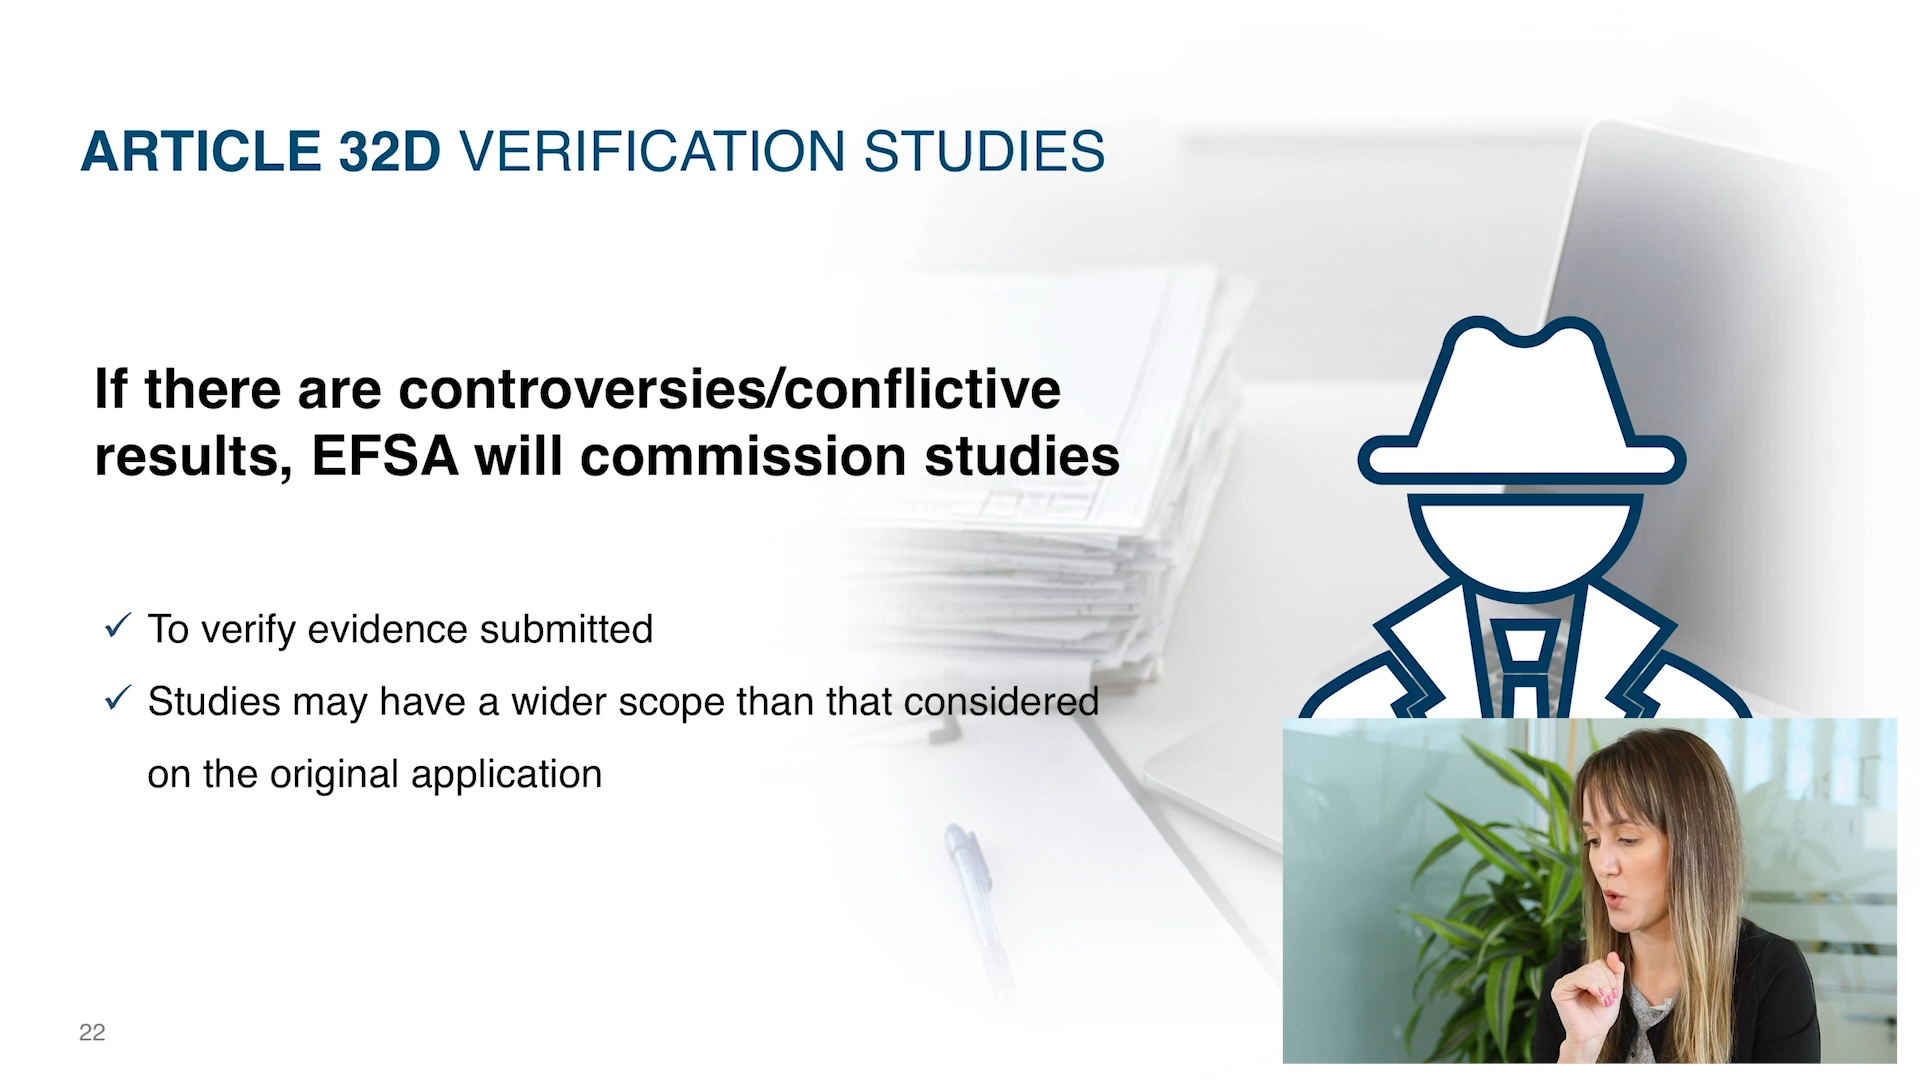 ARTICLE 32D VERIFICATION STUDIES
If there are controversies/conflictive
results, EFSA will commission studies
✓ To verify evidence submitted
✓ Studies may have a wider scope than that considered
on the original application
22